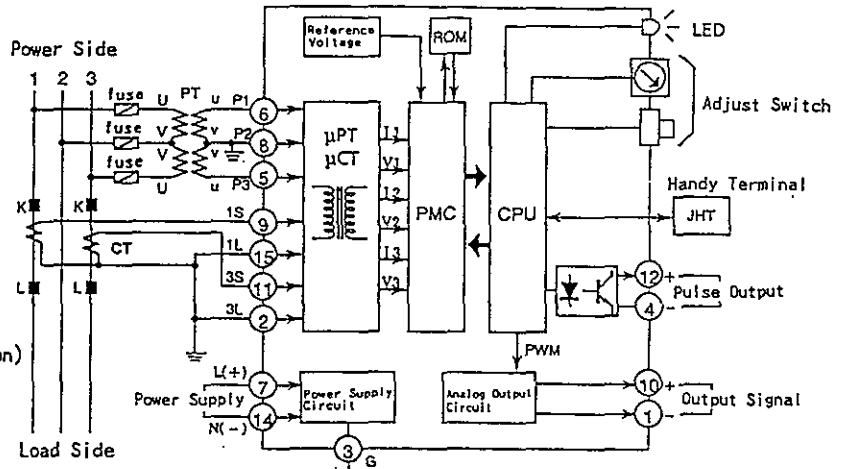 Power Side
1 2 3
fuse
fuse
fuse
U
V
V
U
PT
u
v
v
u
P1
P2
P3
6
8
5
K
K
L
L
CT
1S
9
1L
15
3S
11
3L
2
μPT
μCT
I1
V1
I2
V2
I3
V3
Reference
Voltage
ROM
PMC
CPU
LED
Adjust Switch
Handy Terminal
JHT
12 +
4 -
Pulse Output
PWM
Power Supply
L(+)
N(-)
7
14
Power Supply
Circuit
3
G
Analog Output
Circuit
10 +
1 -
Output Signal
Load Side